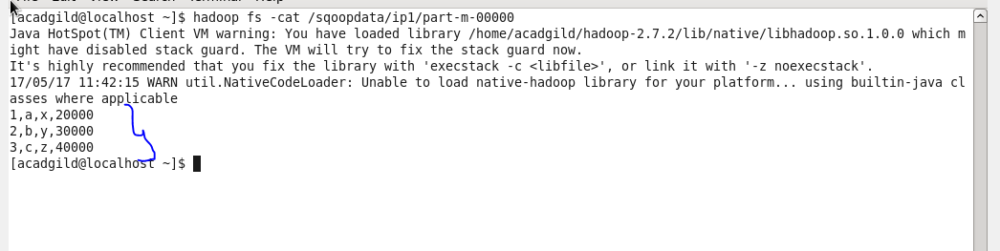 [acadgild@localhost ~]$ hadoop fs -cat /sqoopdata/ip1/part-m-00000
Java HotSpot(TM) Client VM warning: You have loaded library /home/acadgild/hadoop-2.7.2/lib/native/libhadoop.so.1.0.0 which m
ight have disabled stack guard. The VM will try to fix the stack guard now.
It's highly recommended that you fix the library with 'execstack -c <libfile>', or link it with '-z noexecstack'.
17/05/17 11:42:15 WARN util.NativeCodeLoader: Unable to load native-hadoop library for your platform... using builtin-java cl
asses where applicable
1,a,x,20000
2,b,y,30000
3,c,z,40000
[acadgild@localhost ~]$